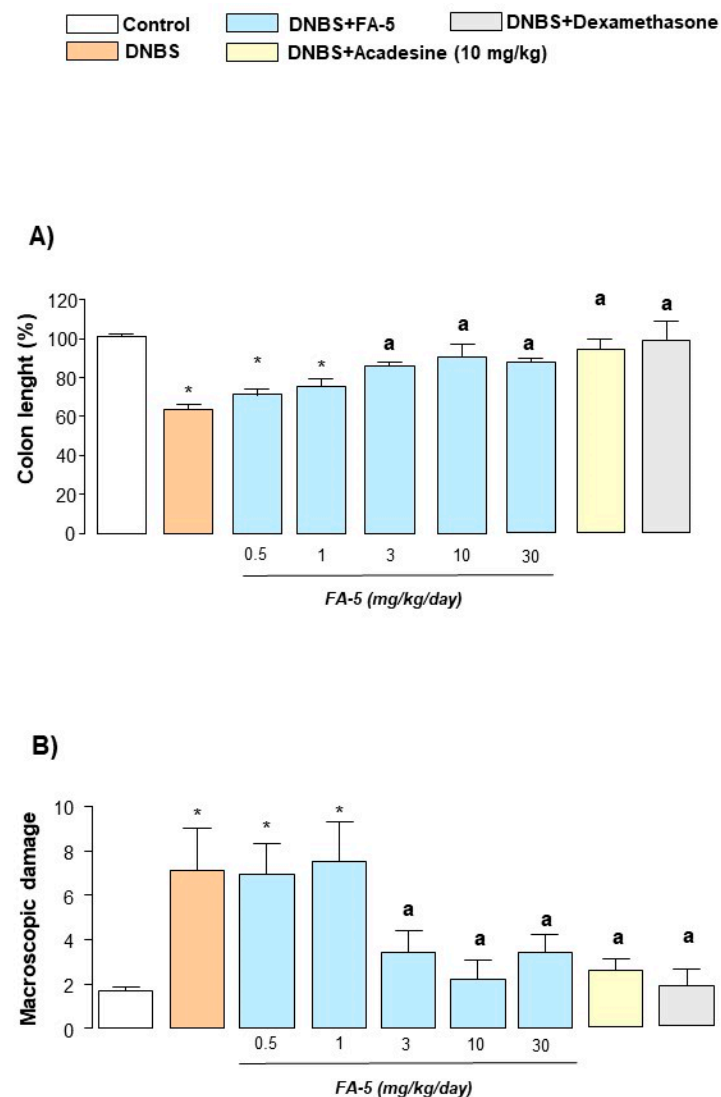 Control DNBS+FA-5 DNBS+Dexamethasone
DNBS DNBS+Acadesine (10 mg/kg)
A)
Colon lenght (%)
120
100
80
60
40
20
0
* * * a a a a a
0.5 1 3 10 30
FA-5 (mg/kg/day)
B)
Macroscopic damage
10
8
6
4
2
0
* * * a a a a a
0.5 1 3 10 30
FA-5 (mg/kg/day)